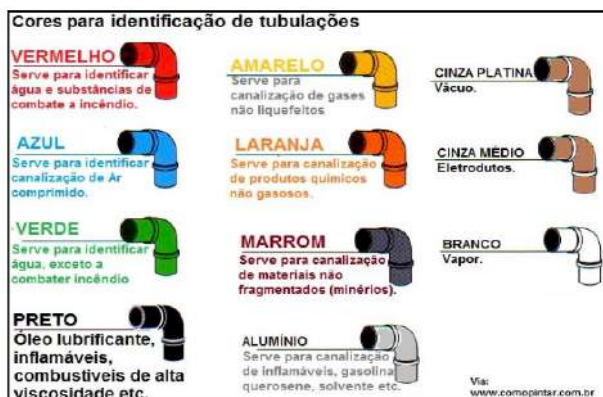 Cores para identificação de tubulações
VERMELHO
Serve para identificar
água e substâncias de
combate a incêndio.
AZUL
Serve para identificar
canalização de Ar
comprimido.
VERDE
Serve para identificar
água, exceto a
combater incêndio
PRETO
Óleo lubrificante,
inflamáveis,
combustiveis de alta
viscosidade etc.
AMARELO
Serve para
canalização de gases
não liquefeitos
LARANJA
Serve para canalização
de produtos quimicos
não gasosos.
MARROM
Serve para canalização
de materiais não
fragmentados (minérios).
ALUMÍNIO
Serve para canalização
de inflamáveis, gasolina
querosene, solvente etc.
CINZA PLATINA
Vácuo.
CINZA MÉDIO
Eletrodutos.
BRANCO
Vapor.
Via:
www.comopintar.com.br